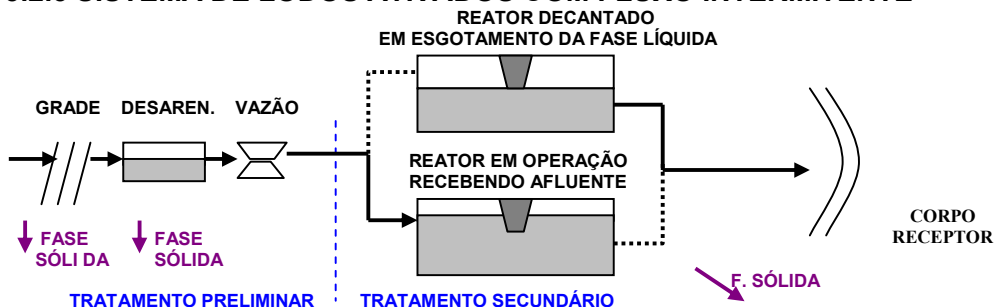 REATOR DECANTADO
EM ESGOTAMENTO DA FASE LÍQUIDA
GRADE DESAREN. VAZÃO
REATOR EM OPERAÇÃO
RECEBENDO AFLUENTE
FASE
SÓLI DA
FASE
SÓLIDA
CORPO
RECEPTOR
F. SÓLIDA
TRATAMENTO PRELIMINAR
TRATAMENTO SECUNDÁRIO